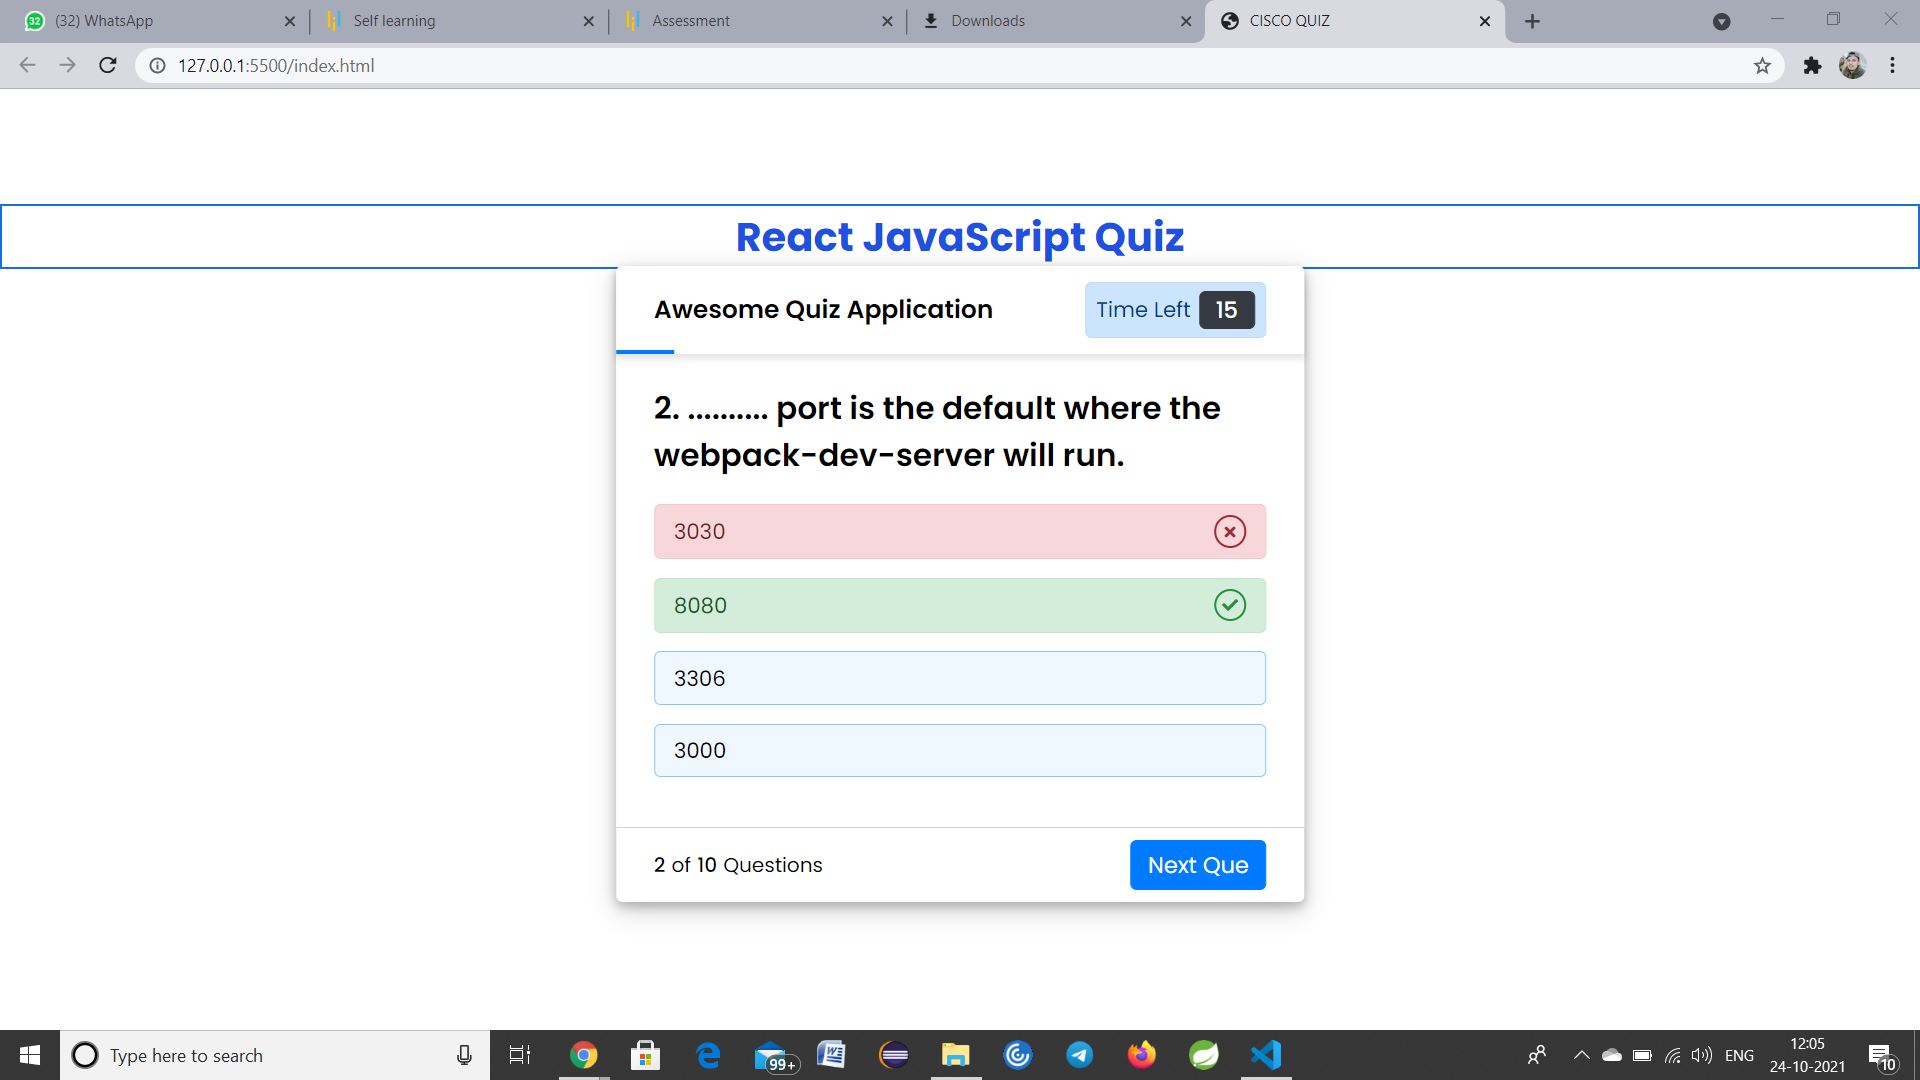 32 (32) WhatsApp
Self learning
Assessment
Downloads
CISCO QUIZ
127.0.0.1:5500/index.html
React JavaScript Quiz
Awesome Quiz Application
Time Left 15
2. .......... port is the default where the
webpack-dev-server will run.
3030
8080
3306
3000
2 of 10 Questions
Next Que
Type here to search
99+
W
ENG
12:05
24-10-2021
10